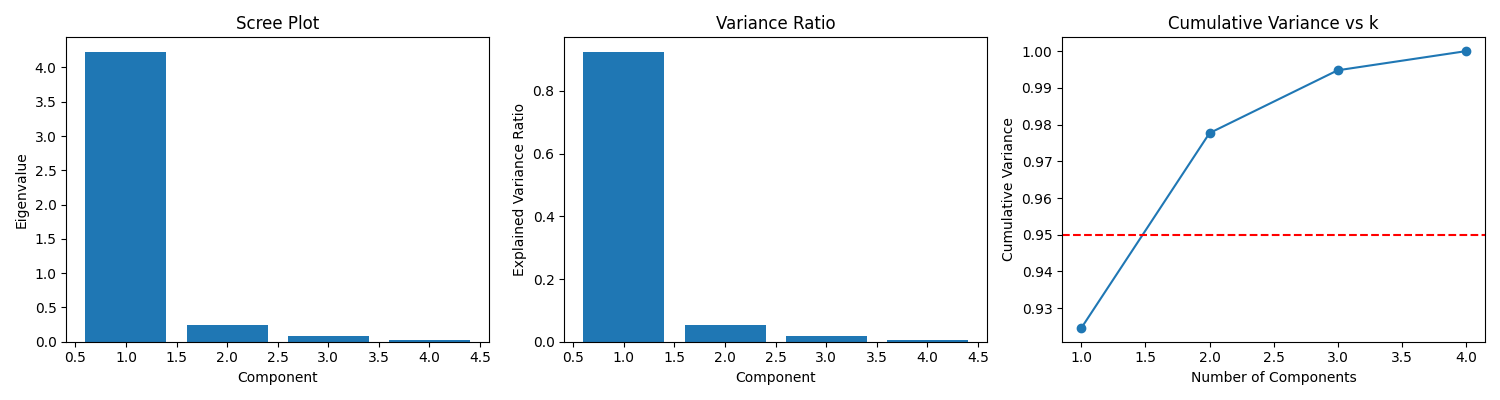 Scree Plot
Eigenvalue
4.0
3.5
3.0
2.5
2.0
1.5
1.0
0.5
0.0
0.5 1.0 1.5 2.0 2.5 3.0 3.5 4.0 4.5
Component
Variance Ratio
Explained Variance Ratio
0.8
0.6
0.4
0.2
0.0
0.5 1.0 1.5 2.0 2.5 3.0 3.5 4.0 4.5
Component
Cumulative Variance vs k
Cumulative Variance
1.00
0.99
0.98
0.97
0.96
0.95
0.94
0.93
1.0 1.5 2.0 2.5 3.0 3.5 4.0
Number of Components